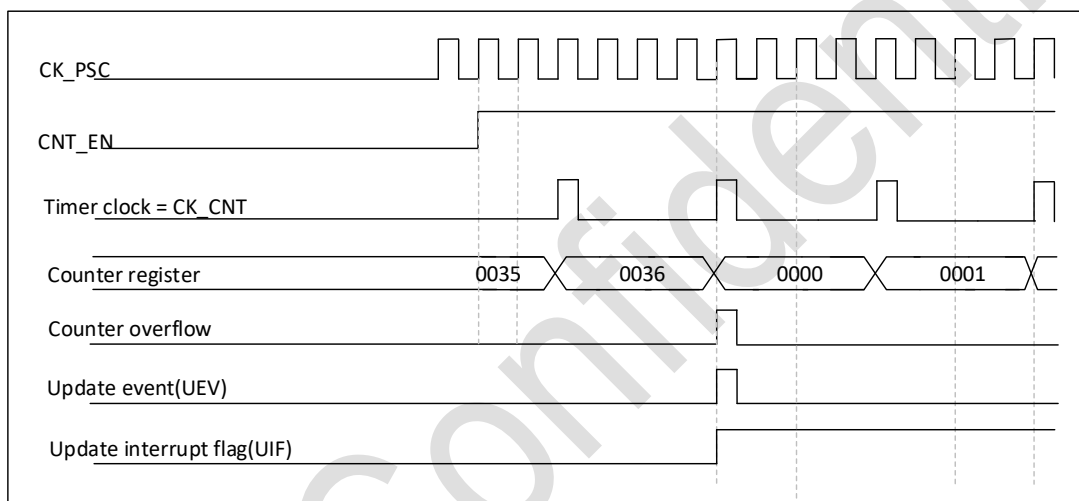 CK_PSC
CNT_EN
Timer clock = CK_CNT
Counter register 0035 0036 0000 0001
Counter overflow
Update event(UEV)
Update interrupt flag(UIF)
Confidenti